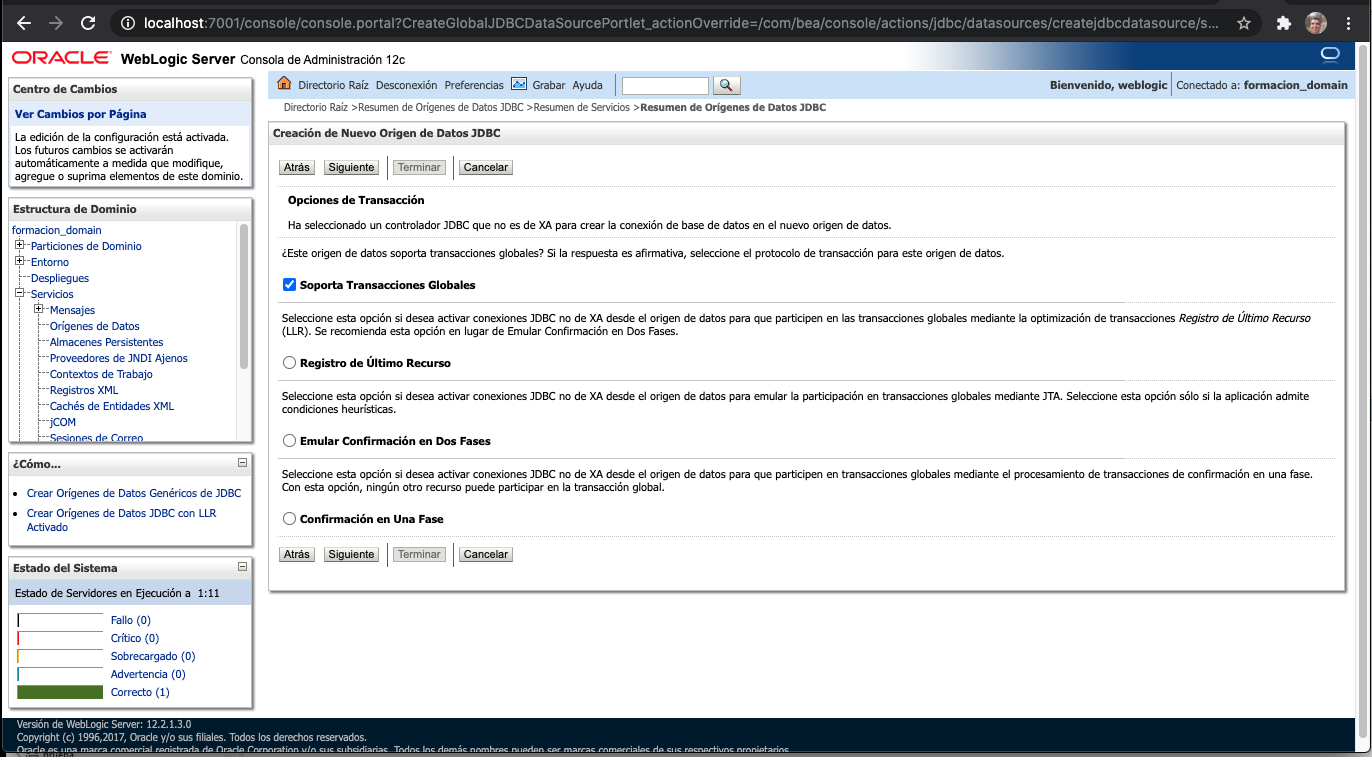 localhost:7001/console/console.portal?CreateGlobalJDBCDataSourcePortlet_actionOverride=/com/bea/console/actions/jdbc/datasources/createjdbcdatasource/s...
ORACLE WebLogic Server Consola de Administración 12c
Centro de Cambios
Ver Cambios por Página
La edición de la configuración está activada.
Los futuros cambios se activarán
automáticamente a medida que modifique,
agregue o suprima elementos de este dominio.
Estructura de Dominio
formacion_domain
Particiones de Dominio
Entorno
Despliegues
Servicios
Mensajes
Orígenes de Datos
Almacenes Persistentes
Proveedores de JNDI Ajenos
Contextos de Trabajo
Registros XML
Cachés de Entidades XML
jCOM
Sesiones de Correo
¿Cómo...
Crear Orígenes de Datos Genéricos de JDBC
Crear Orígenes de Datos JDBC con LLR
Activado
Estado del Sistema
Estado de Servidores en Ejecución a 1:11
Fallo (0)
Crítico (0)
Sobrecargado (0)
Advertencia (0)
Correcto (1)
Directorio Raíz Desconexión Preferencias Grabar Ayuda
Bienvenido, weblogic Conectado a: formacion_domain
Directorio Raíz >Resumen de Orígenes de Datos JDBC >Resumen de Servicios >Resumen de Orígenes de Datos JDBC
Creación de Nuevo Origen de Datos JDBC
Atrás Siguiente Terminar Cancelar
Opciones de Transacción
Ha seleccionado un controlador JDBC que no es de XA para crear la conexión de base de datos en el nuevo origen de datos.
¿Este origen de datos soporta transacciones globales? Si la respuesta es afirmativa, seleccione el protocolo de transacción para este origen de datos.
Soporta Transacciones Globales
Seleccione esta opción si desea activar conexiones JDBC no de XA desde el origen de datos para que participen en las transacciones globales mediante la optimización de transacciones Registro de Último Recurso
(LLR). Se recomienda esta opción en lugar de Emular Confirmación en Dos Fases.
Registro de Último Recurso
Seleccione esta opción si desea activar conexiones JDBC no de XA desde el origen de datos para emular la participación en transacciones globales mediante JTA. Seleccione esta opción sólo si la aplicación admite
condiciones heurísticas.
Emular Confirmación en Dos Fases
Seleccione esta opción si desea activar conexiones JDBC no de XA desde el origen de datos para que participen en transacciones globales mediante el procesamiento de transacciones de confirmación en una fase.
Con esta opción, ningún otro recurso puede participar en la transacción global.
Confirmación en Una Fase
Atrás Siguiente Terminar Cancelar
Versión de WebLogic Server: 12.2.1.3.0
Copyright (c) 1996,2017, Oracle y/o sus filiales. Todos los derechos reservados.
Oracle es una marca comercial registrada de Oracle Corporation y/o sus subsidiarias. Todos los demás nombres pueden ser marcas comerciales de sus respectivos propietarios.